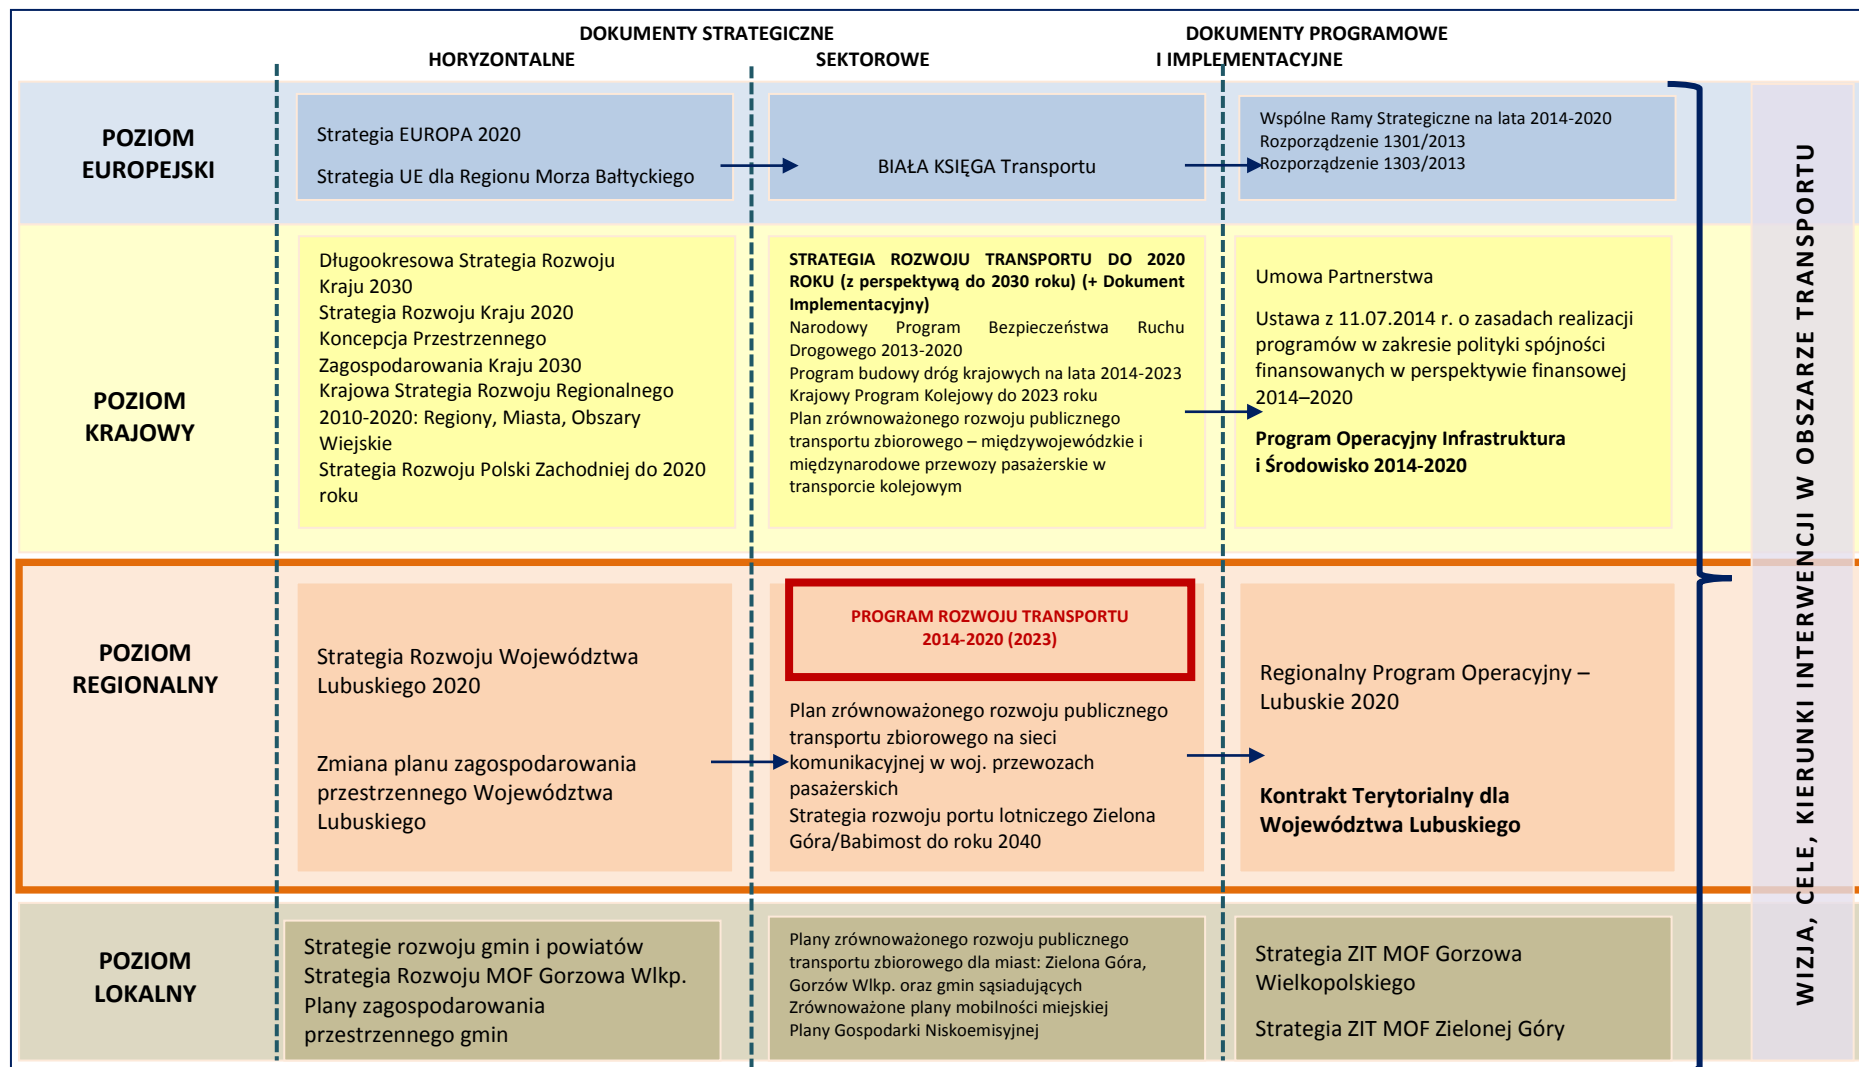 DOKUMENTY STRATEGICZNE
DOKUMENTY PROGRAMOWE
HORYZONTALNE
SEKTOROWE
I IMPLEMENTACYJNE
POZIOM
EUROPEJSKI
Strategia EUROPA 2020
Strategia UE dla Regionu Morza Bałtyckiego
BIAŁA KSIĘGA Transportu
Wspólne Ramy Strategiczne na lata 2014-2020
Rozporządzenie 1301/2013
Rozporządzenie 1303/2013
POZIOM
KRAJOWY
Długookresowa Strategia Rozwoju
Kraju 2030
Strategia Rozwoju Kraju 2020
Koncepcja Przestrzennego
Zagospodarowania Kraju 2030
Krajowa Strategia Rozwoju Regionalnego
2010-2020: Regiony, Miasta, Obszary
Wiejskie
Strategia Rozwoju Polski Zachodniej do 2020
roku
STRATEGIA ROZWOJU TRANSPORTU DO 2020
ROKU (z perspektywą do 2030 roku) (+ Dokument
Implementacyjny)
Narodowy Program Bezpieczeństwa Ruchu
Drogowego 2013-2020
Program budowy dróg krajowych na lata 2014-2023
Krajowy Program Kolejowy do 2023 roku
Plan zrównoważonego rozwoju publicznego
transportu zbiorowego – międzywojewódzkie i
międzynarodowe przewozy pasażerskie w
transporcie kolejowym
Umowa Partnerstwa
Ustawa z 11.07.2014 r. o zasadach realizacji
programów w zakresie polityki spójności
finansowanych w perspektywie finansowej
2014–2020
Program Operacyjny Infrastruktura
i Środowisko 2014-2020
POZIOM
REGIONALNY
Strategia Rozwoju Województwa
Lubuskiego 2020
Zmiana planu zagospodarowania
przestrzennego Województwa
Lubuskiego
PROGRAM ROZWOJU TRANSPORTU
2014-2020 (2023)
Plan zrównoważonego rozwoju publicznego
transportu zbiorowego na sieci
komunikacyjnej w woj. przewozach
pasażerskich
Strategia rozwoju portu lotniczego Zielona
Góra/Babimost do roku 2040
Regionalny Program Operacyjny –
Lubuskie 2020
Kontrakt Terytorialny dla
Województwa Lubuskiego
POZIOM
LOKALNY
Strategie rozwoju gmin i powiatów
Strategia Rozwoju MOF Gorzowa Wlkp.
Plany zagospodarowania
przestrzennego gmin
Plany zrównoważonego rozwoju publicznego
transportu zbiorowego dla miast: Zielona Góra,
Gorzów Wlkp. oraz gmin sąsiadujących
Zrównoważone plany mobilności miejskiej
Plany Gospodarki Niskoemisyjnej
Strategia ZIT MOF Gorzowa
Wielkopolskiego
Strategia ZIT MOF Zielonej Góry
WIZJA, CELE, KIERUNKI INTERWENCJI W OBSZARZE TRANSPORTU